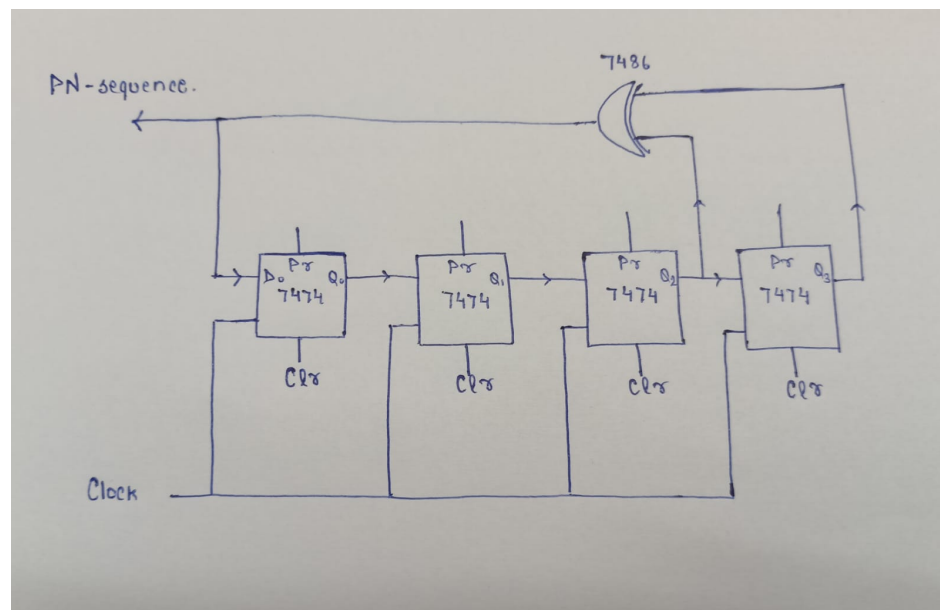 7486
PN-sequence.
Pr Pr Pr Pr
D₀ Q₀ Q₁ Q₂ Q₃
7474 7474 7474 7474
Clr Clr Clr Clr
Clock